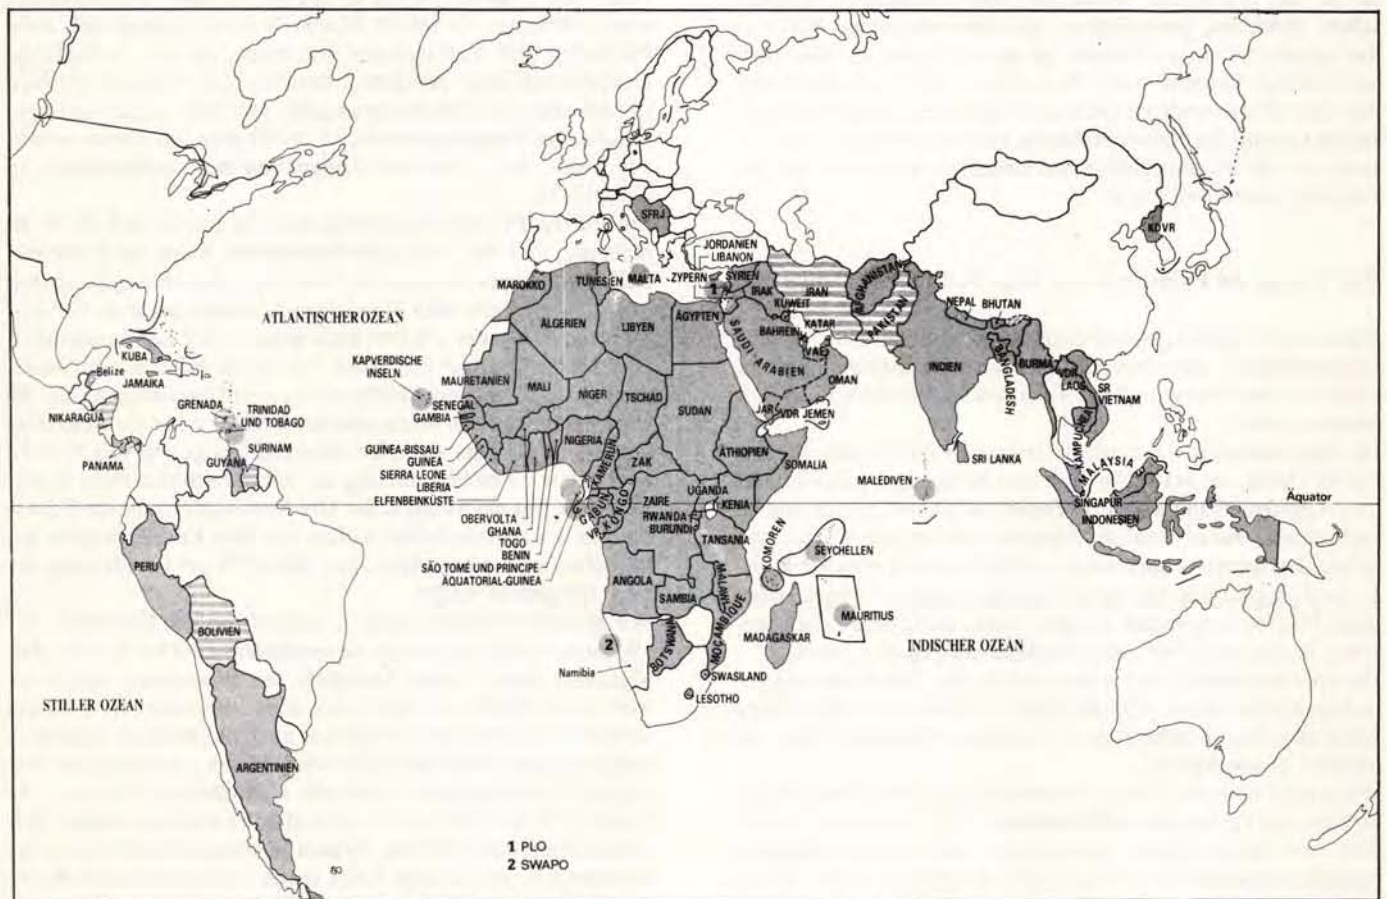 SFRJ
KDVR
JORDANIEN
LIBANON
MAROKKO
TUNESIEN
MALTA
ZYPERN
SYRIEN
1
IRAK
IRAN
AFGHANISTAN
PAKISTAN
KUWEIT
ATLANTISCHER OZEAN
ALGERIEN
LIBYEN
ÄGYPTEN
BAHREIN
KATAR
VAE
SAUDI-ARABIEN
OMAN
NEPAL
BHUTAN
INDIEN
BANGLADESH
BURMA
VDR
LAOS
SR
VIETNAM
KUBA
Belize
JAMAIKA
KAPVERDISCHE
INSELN
MAURETANIEN
MALI
NIGER
TSCHAD
SUDAN
JAR
VDR JEMEN
NIKARAGUA
GRENADA
TRINIDAD
UND TOBAGO
SENEGAL
GAMBIA
PANAMA
SURINAM
GUYANA
GUINEA-BISSAU
GUINEA
SIERRA LEONE
LIBERIA
ELFENBEINKÜSTE
NIGERIA
KAMERUN
ZAK
ÄTHIOPIEN
SOMALIA
SRI LANKA
KAMPUCHEA
MALAYSIA
MALEDIVEN
SINGAPUR
INDONESIEN
Äquator
OBERVOLTA
GHANA
TOGO
BENIN
SÃO TOMÉ UND PRINCIPE
ÄQUATORIAL-GUINEA
GABUN
VR KONGO
ZAIRE
UGANDA
KENIA
RWANDA
BURUNDI
TANSANIA
KOMOREN
SEYCHELLEN
PERU
BOLIVIEN
ANGOLA
SAMBIA
MALAWI
MOÇAMBIQUE
MADAGASKAR
MAURITIUS
2
Namibia
BOTSWANA
SWASILAND
LESOTHO
INDISCHER OZEAN
STILLER OZEAN
ARGENTINIEN
1 PLO
2 SWAPO